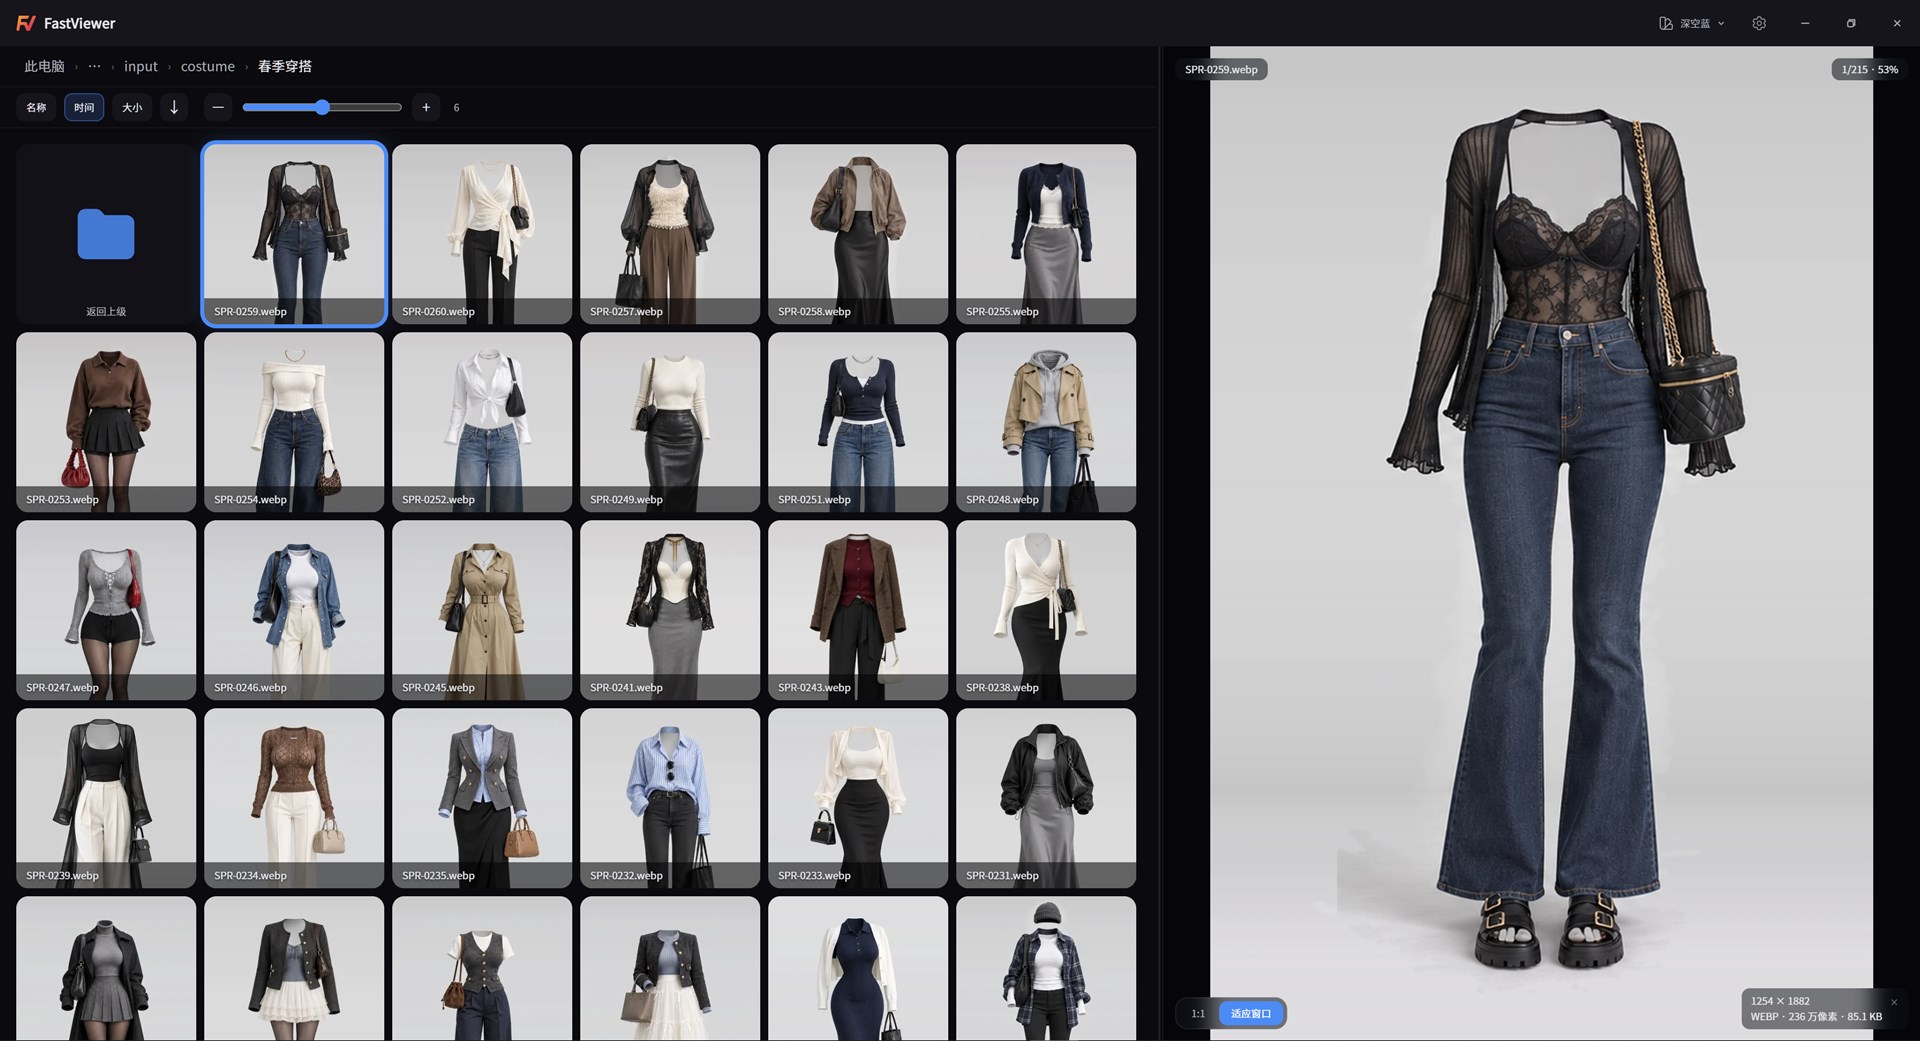 FastViewer
深空蓝
此电脑 › ··· › input › costume › 春季穿搭
名称 时间 大小 ↓ — + 6
返回上级
SPR-0259.webp
SPR-0260.webp
SPR-0257.webp
SPR-0258.webp
SPR-0255.webp
SPR-0253.webp
SPR-0254.webp
SPR-0252.webp
SPR-0249.webp
SPR-0251.webp
SPR-0248.webp
SPR-0247.webp
SPR-0246.webp
SPR-0245.webp
SPR-0241.webp
SPR-0243.webp
SPR-0238.webp
SPR-0239.webp
SPR-0234.webp
SPR-0235.webp
SPR-0232.webp
SPR-0233.webp
SPR-0231.webp
SPR-0259.webp
1/215 · 53%
1:1 适应窗口
1254 × 1882
WEBP · 236 万像素 · 85.1 KB